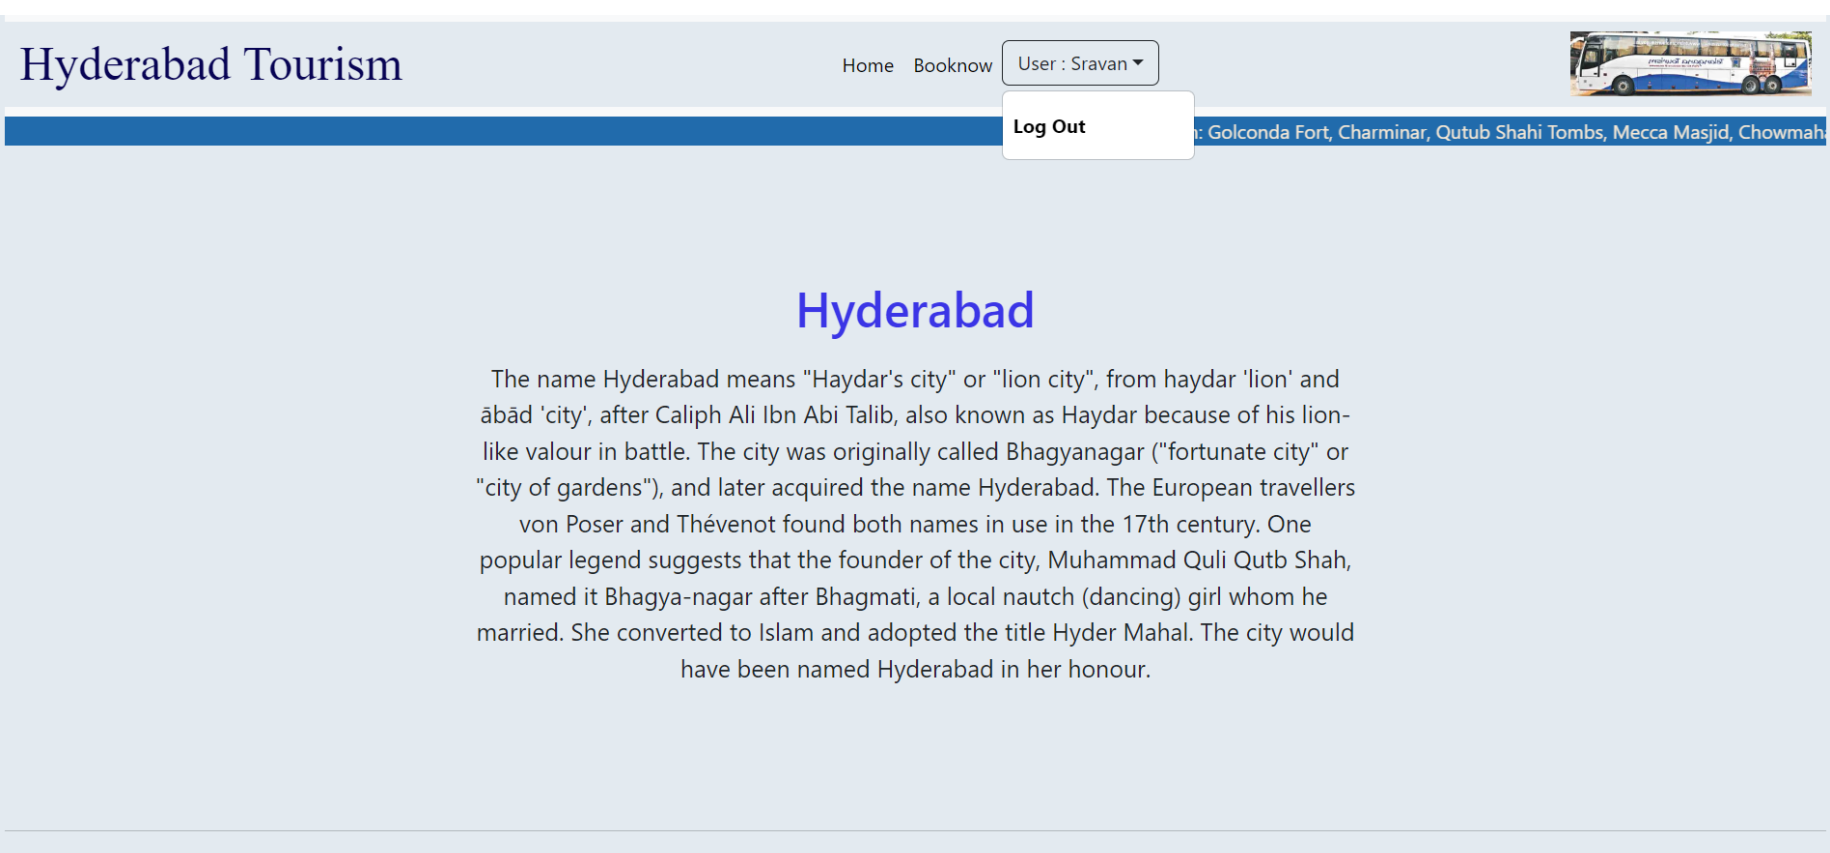 Hyderabad Tourism
Home Booknow User : Sravan
Log Out
: Golconda Fort, Charminar, Qutub Shahi Tombs, Mecca Masjid,
Hyderabad
The name Hyderabad means "Haydar's city" or "lion city", from haydar 'lion' and
ābād 'city', after Caliph Ali Ibn Abi Talib, also known as Haydar because of his lion-
like valour in battle. The city was originally called Bhagyanagar ("fortunate city" or
"city of gardens"), and later acquired the name Hyderabad. The European travellers
von Poser and Thévenot found both names in use in the 17th century. One
popular legend suggests that the founder of the city, Muhammad Quli Qutb Shah,
named it Bhagya-nagar after Bhagmati, a local nautch (dancing) girl whom he
married. She converted to Islam and adopted the title Hyder Mahal. The city would
have been named Hyderabad in her honour.